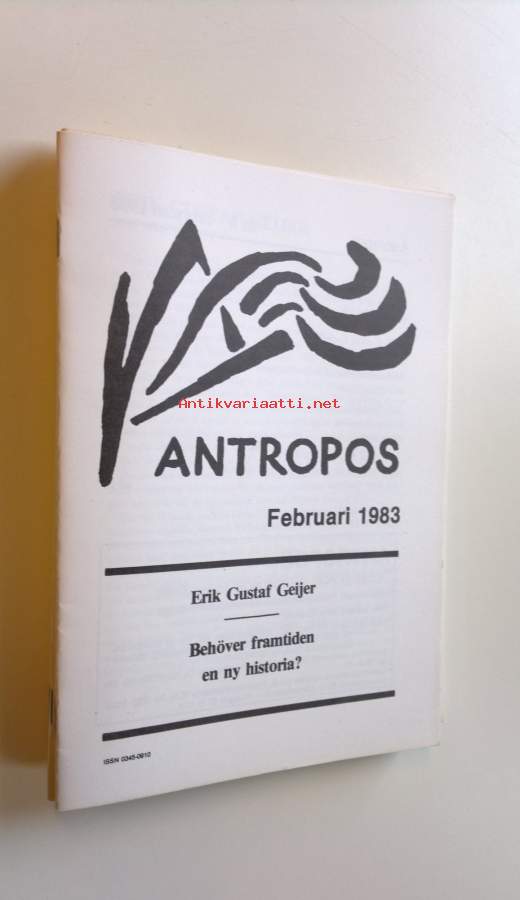 Antikvariaatti.net
ANTROPOS
Februari 1983
Erik Gustaf Geijer
Behöver framtiden
en ny historia?
ISSN 0345-0910